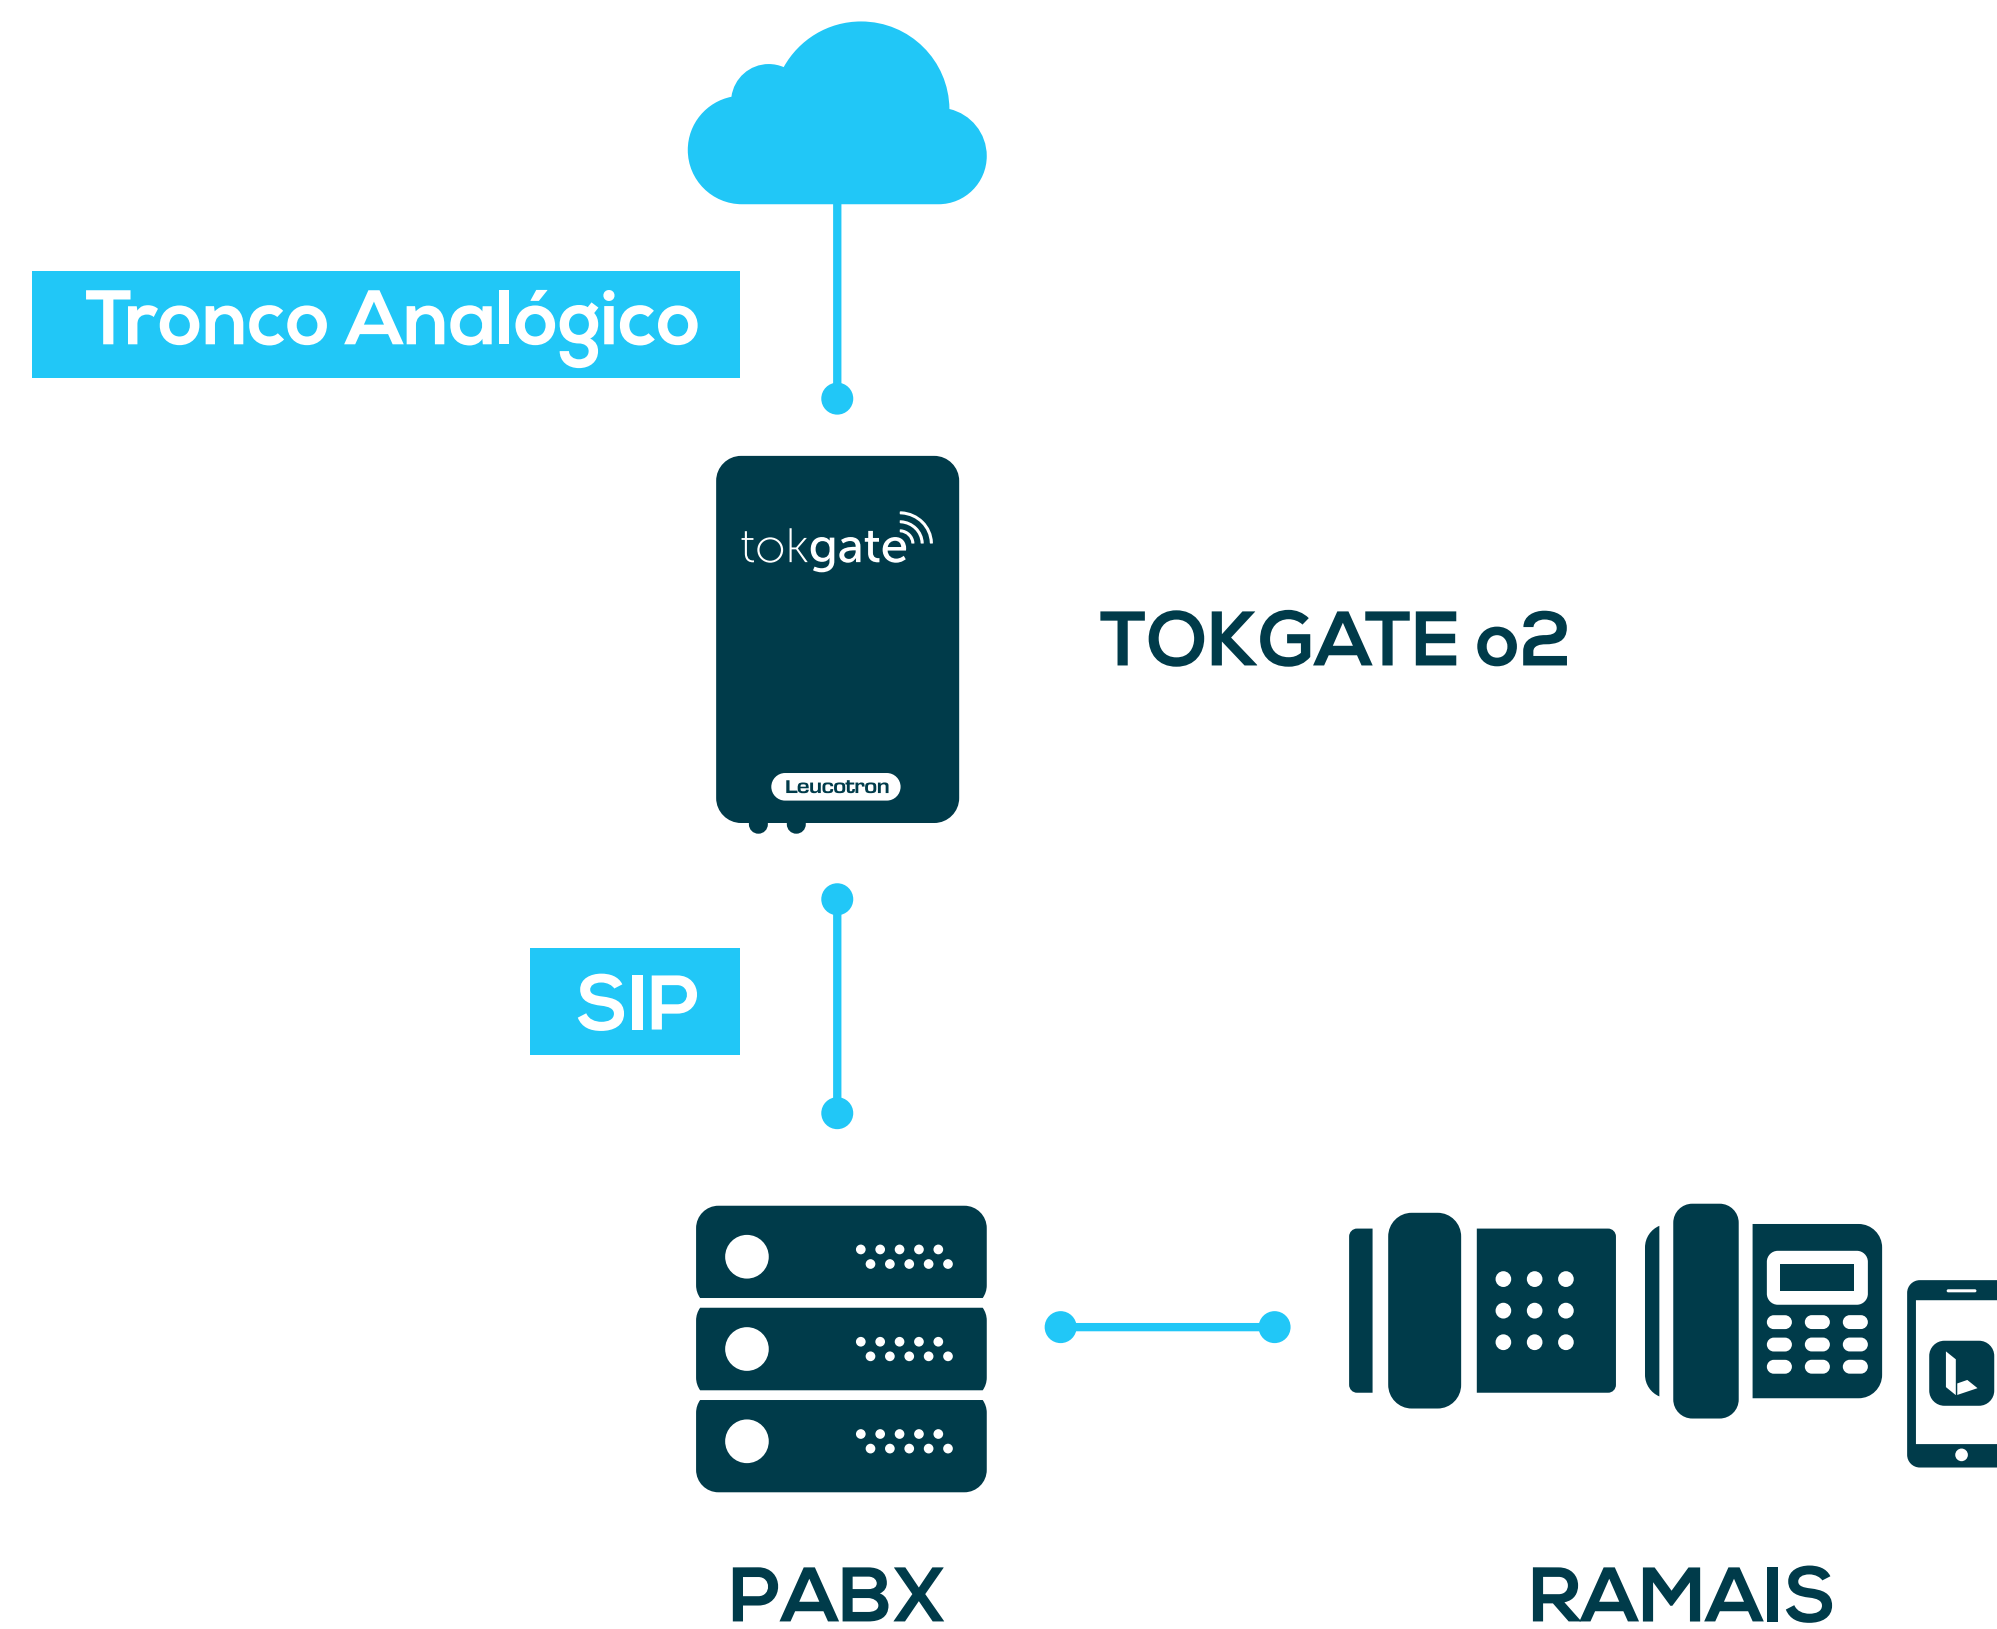 Tronco Analógico
tokgate
TOKGATE o2
Leucotron
SIP
PABX
RAMAIS